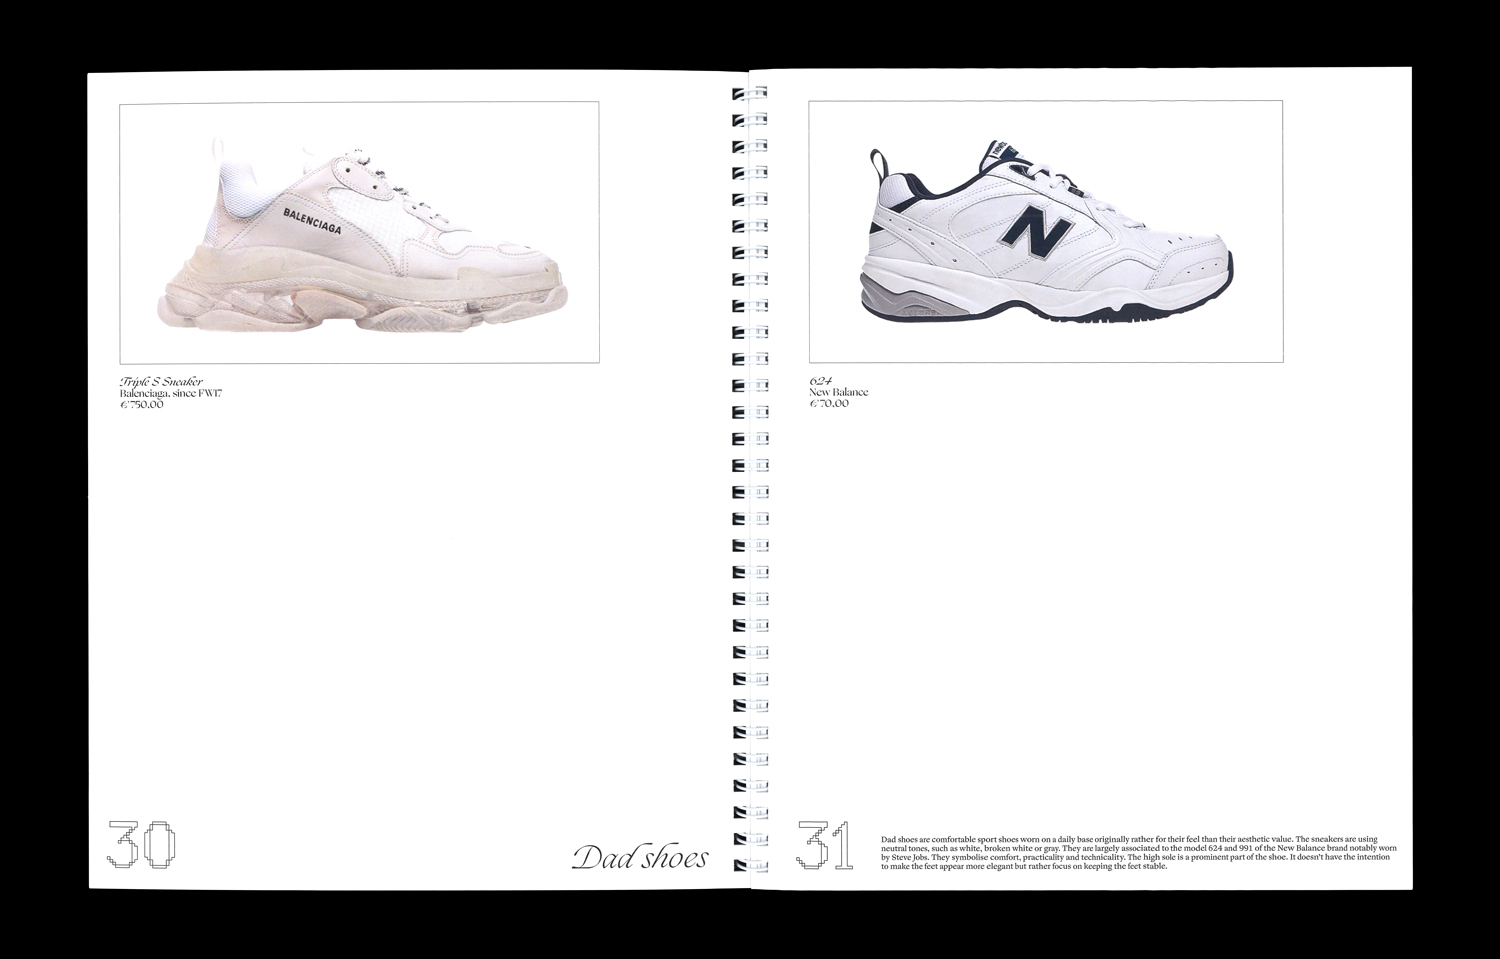 BALENCIAGA
Triple S Sneaker
Balenciaga, since FW17
€750,00
30
Dad shoes
N
624
New Balance
€70,00
31
Dad shoes are comfortable sport shoes worn on a daily base originally rather for their feel than their aesthetic value. The sneakers are using
neutral tones, such as white, broken white or gray. They are largely associated to the model 624 and 991 of the New Balance brand notably worn
by Steve Jobs. They symbolise comfort, practicality and technicality. The high sole is a prominent part of the shoe. It doesn't have the intention
to make the feet appear more elegant but rather focus on keeping the feet stable.